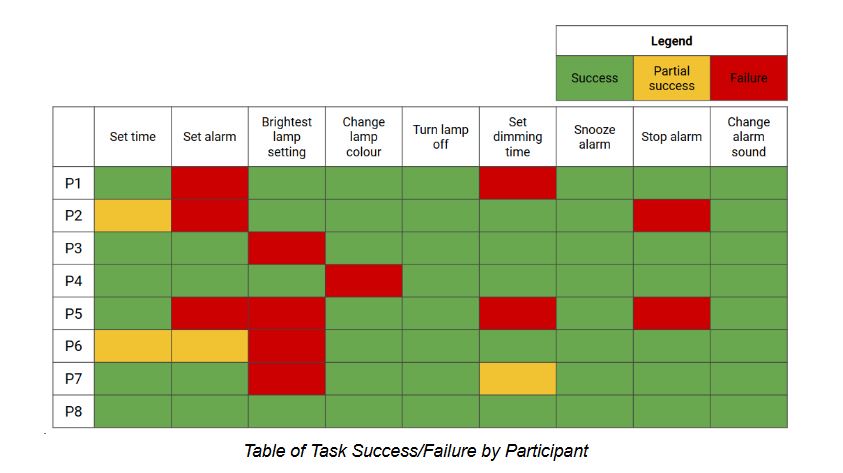 Legend
Success
Partial
success
Failure
Set time
Set alarm
Brightest
lamp
setting
Change
lamp
colour
Turn lamp
off
Set
dimming
time
Snooze
alarm
Stop alarm
Change
alarm
sound
P1
P2
P3
P4
P5
P6
P7
P8
Table of Task Success/Failure by Participant